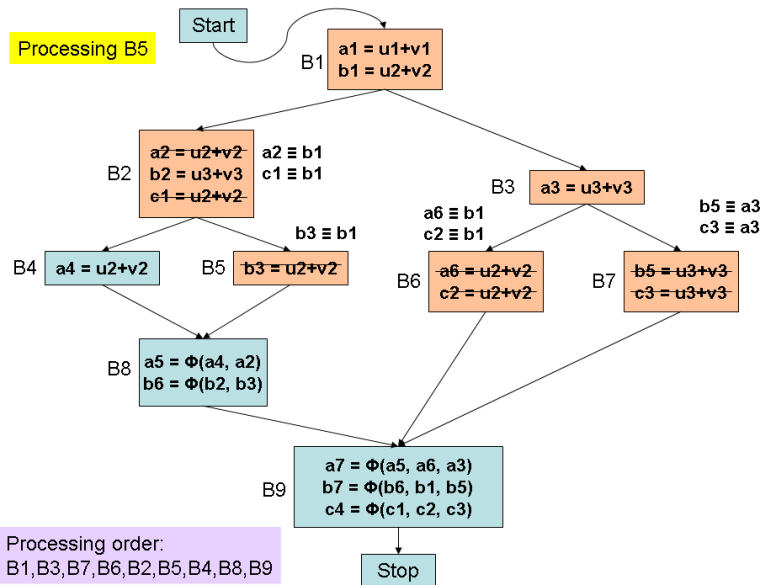 Start
Processing B5
B1
a1 = u1+v1
b1 = u2+v2
B2
a2 = u2+v2
b2 = u3+v3
c1 = u2+v2
a2 ≡ b1
c1 ≡ b1
B3
a3 = u3+v3
a6 ≡ b1
c2 ≡ b1
b5 ≡ a3
c3 ≡ a3
b3 ≡ b1
B4
a4 = u2+v2
B5
b3 = u2+v2
B6
a6 = u2+v2
c2 = u2+v2
B7
b5 = u3+v3
c3 = u3+v3
B8
a5 = Φ(a4, a2)
b6 = Φ(b2, b3)
B9
a7 = Φ(a5, a6, a3)
b7 = Φ(b6, b1, b5)
c4 = Φ(c1, c2, c3)
Processing order:
B1,B3,B7,B6,B2,B5,B4,B8,B9
Stop